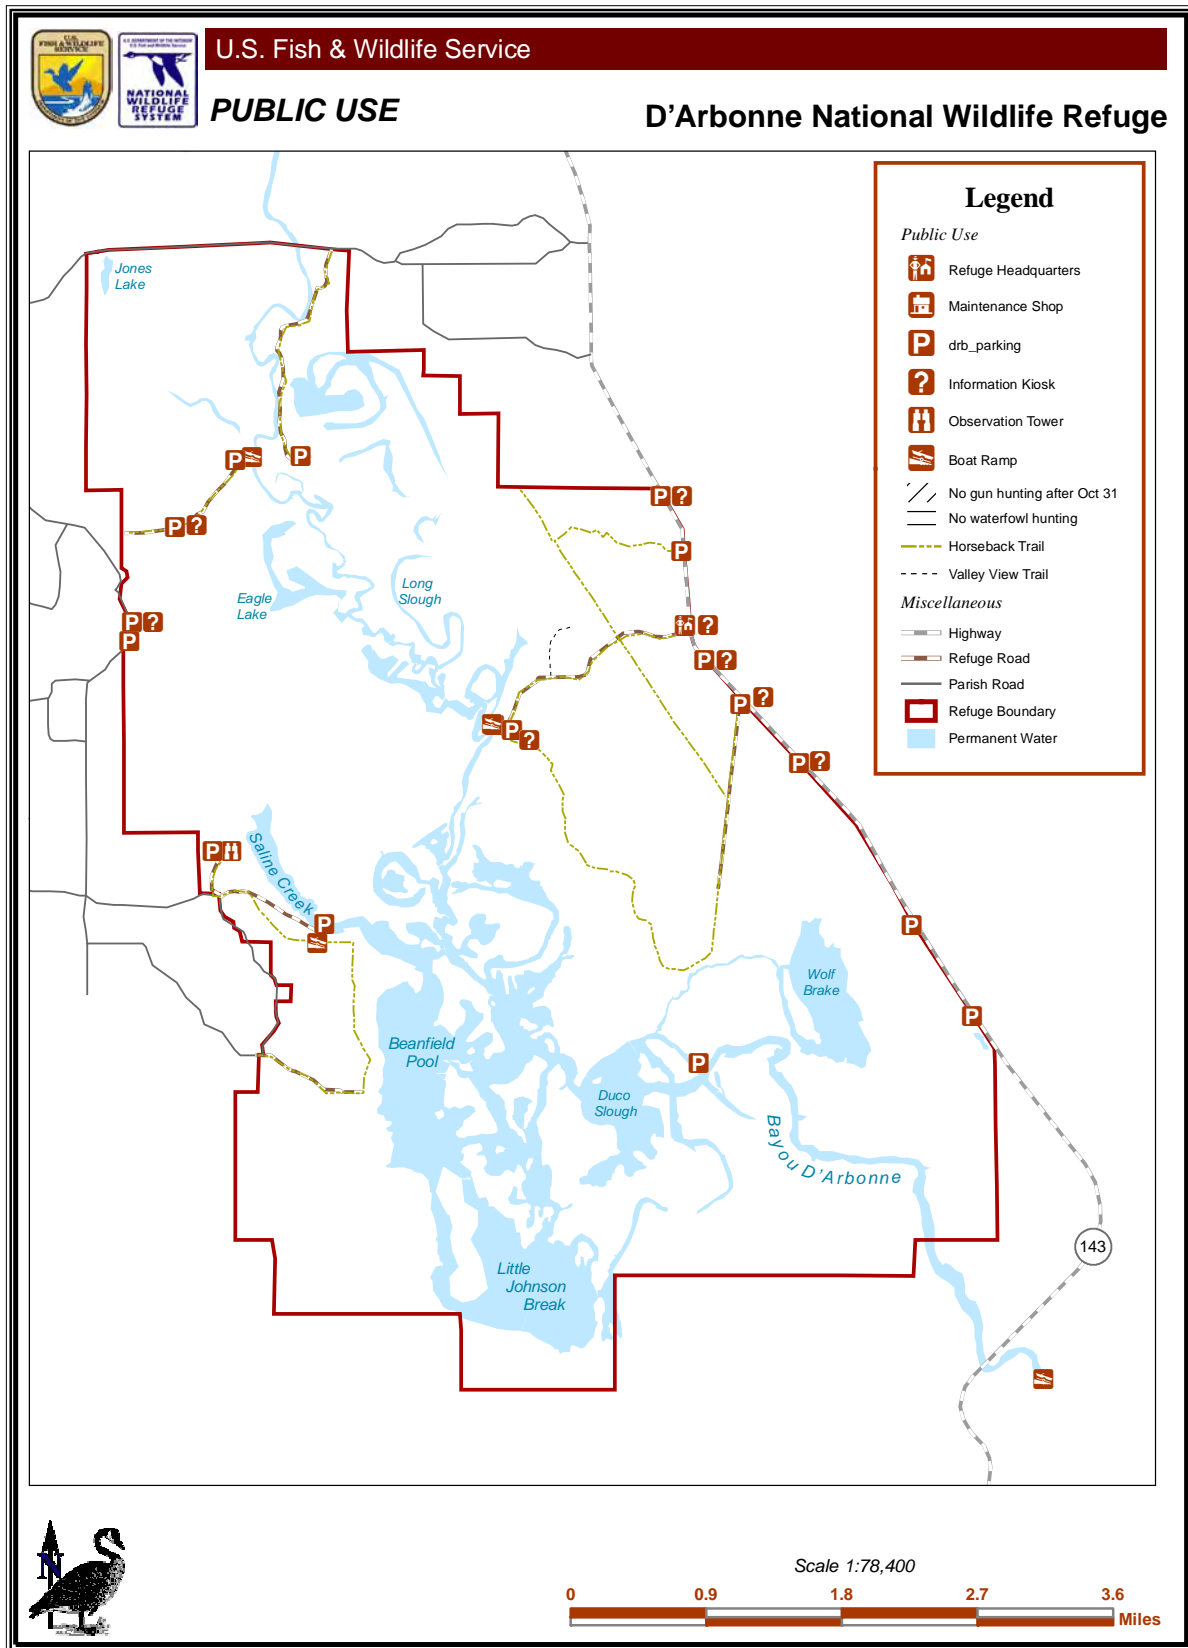 U.S. Fish & Wildlife Service
U.S.
FISH & WILDLIFE
SERVICE
NATIONAL
WILDLIFE
REFUGE
SYSTEM
PUBLIC USE
D'Arbonne National Wildlife Refuge
Legend
Public Use
Refuge Headquarters
Maintenance Shop
P drb_parking
? Information Kiosk
Observation Tower
Boat Ramp
No gun hunting after Oct 31
No waterfowl hunting
Horseback Trail
Valley View Trail
Miscellaneous
Highway
Refuge Road
Parish Road
Refuge Boundary
Permanent Water
Jones
Lake
P
P
P ?
P ?
P
Eagle
Lake
Long
Slough
P ?
P
?
P ?
P ?
P ?
P
?
P
Saline Creek
P
P
Wolf
Brake
P
Beanfield
Pool
P
Duco
Slough
Bayou D'Arbonne
Little
Johnson
Break
143
N
Scale 1:78,400
0 0.9 1.8 2.7 3.6
Miles